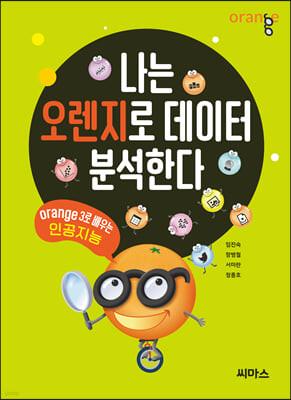 orange
나는
오렌지로 데이터
분석한다
orange 3로 배우는
인공지능
임진숙
정병철
서미란
정종호
씨마스